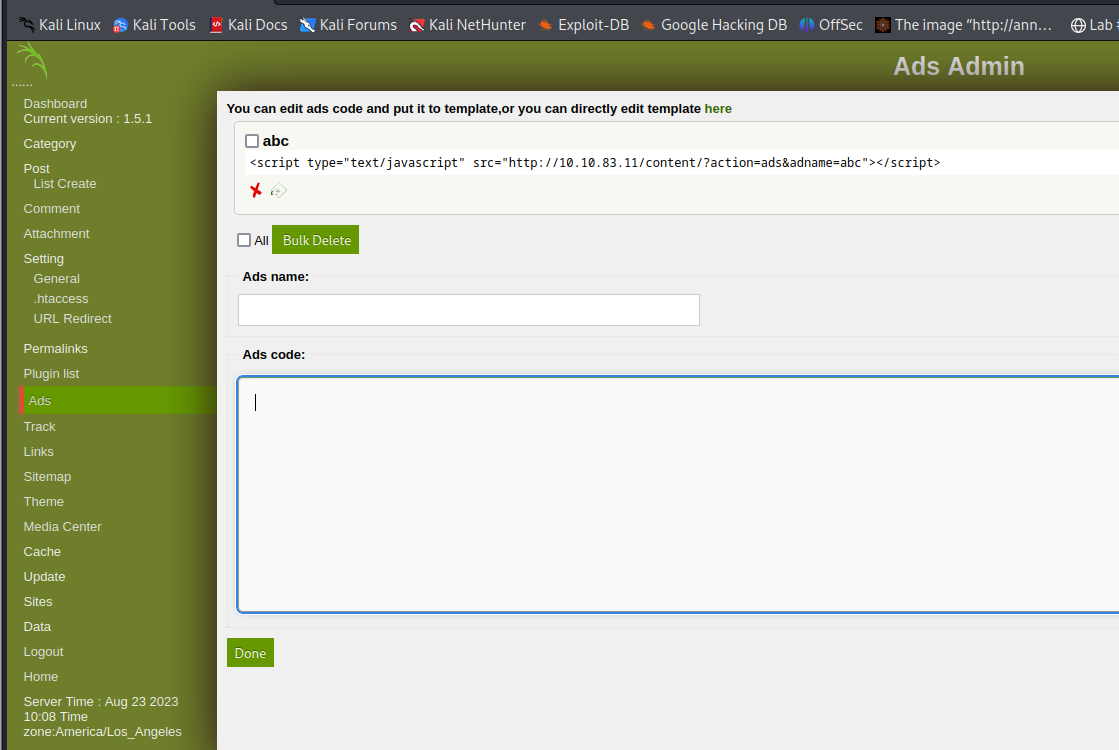 Kali Linux Kali Tools Kali Docs Kali Forums Kali NetHunter Exploit-DB Google Hacking DB OffSec The image “http://ann… Lab
Ads Admin
......
Dashboard
Current version : 1.5.1
Category
Post
List Create
Comment
Attachment
Setting
General
.htaccess
URL Redirect
Permalinks
Plugin list
Ads
Track
Links
Sitemap
Theme
Media Center
Cache
Update
Sites
Data
Logout
Home
Server Time : Aug 23 2023
10:08 Time
zone:America/Los_Angeles
You can edit ads code and put it to template,or you can directly edit template here
abc
<script type="text/javascript" src="http://10.10.83.11/content/?action=ads&adname=abc"></script>
All Bulk Delete
Ads name:
Ads code:
Done